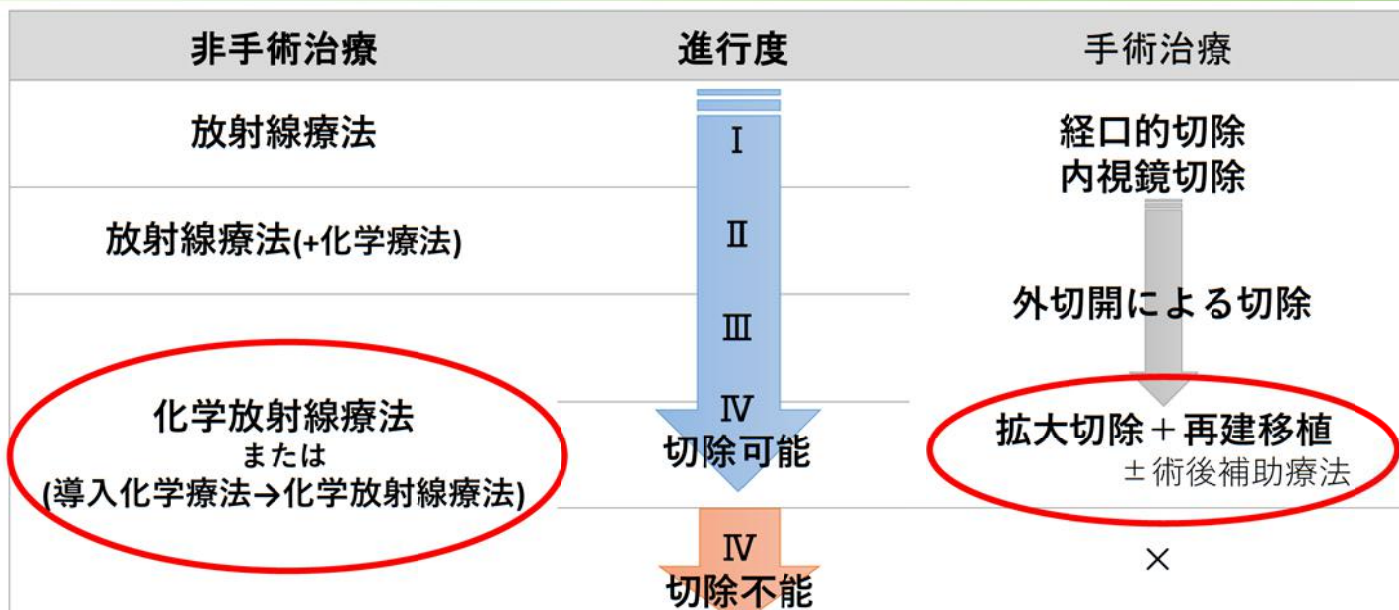 非手術治療
進行度
手術治療
放射線療法
Ⅰ
経口的切除
内視鏡切除
放射線療法(+化学療法)
Ⅱ
外切開による切除
Ⅲ
化学放射線療法
または
(導入化学療法→化学放射線療法)
Ⅳ
切除可能
拡大切除＋再建移植
±術後補助療法
Ⅳ
切除不能
×